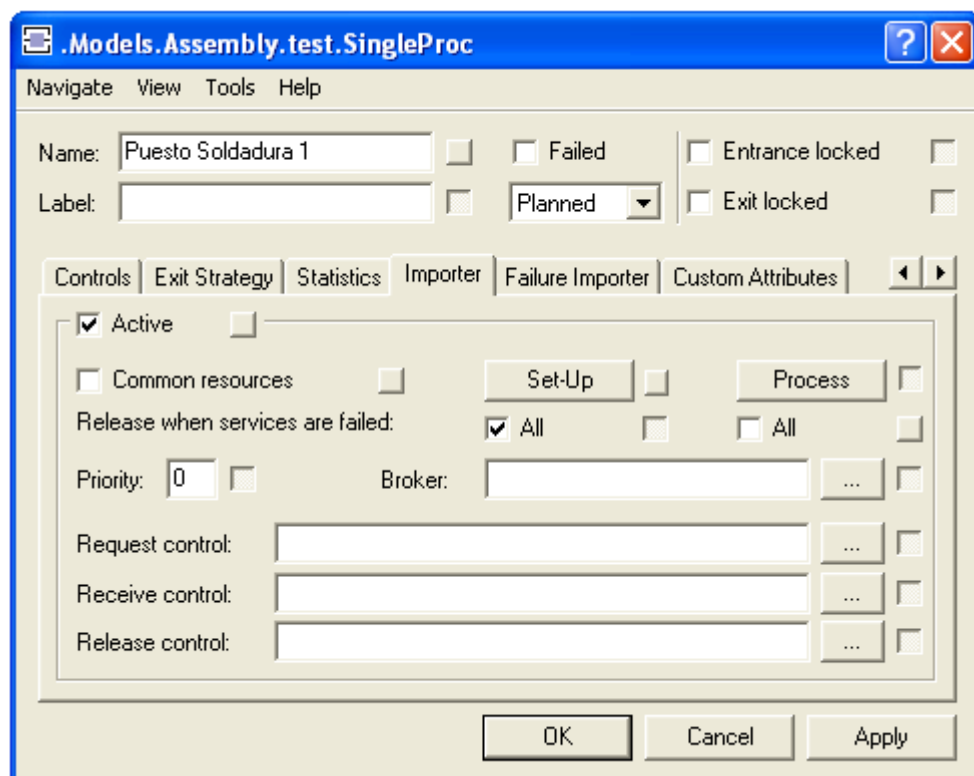 .Models.Assembly.test.SingleProc
Navigate View Tools Help
Name: Puesto Soldadura 1 Failed Entrance locked
Label: Planned Exit locked
Controls Exit Strategy Statistics Importer Failure Importer Custom Attributes
Active
Common resources Set-Up Process
Release when services are failed: All All
Priority: 0 Broker: ...
Request control: ...
Receive control: ...
Release control: ...
OK Cancel Apply